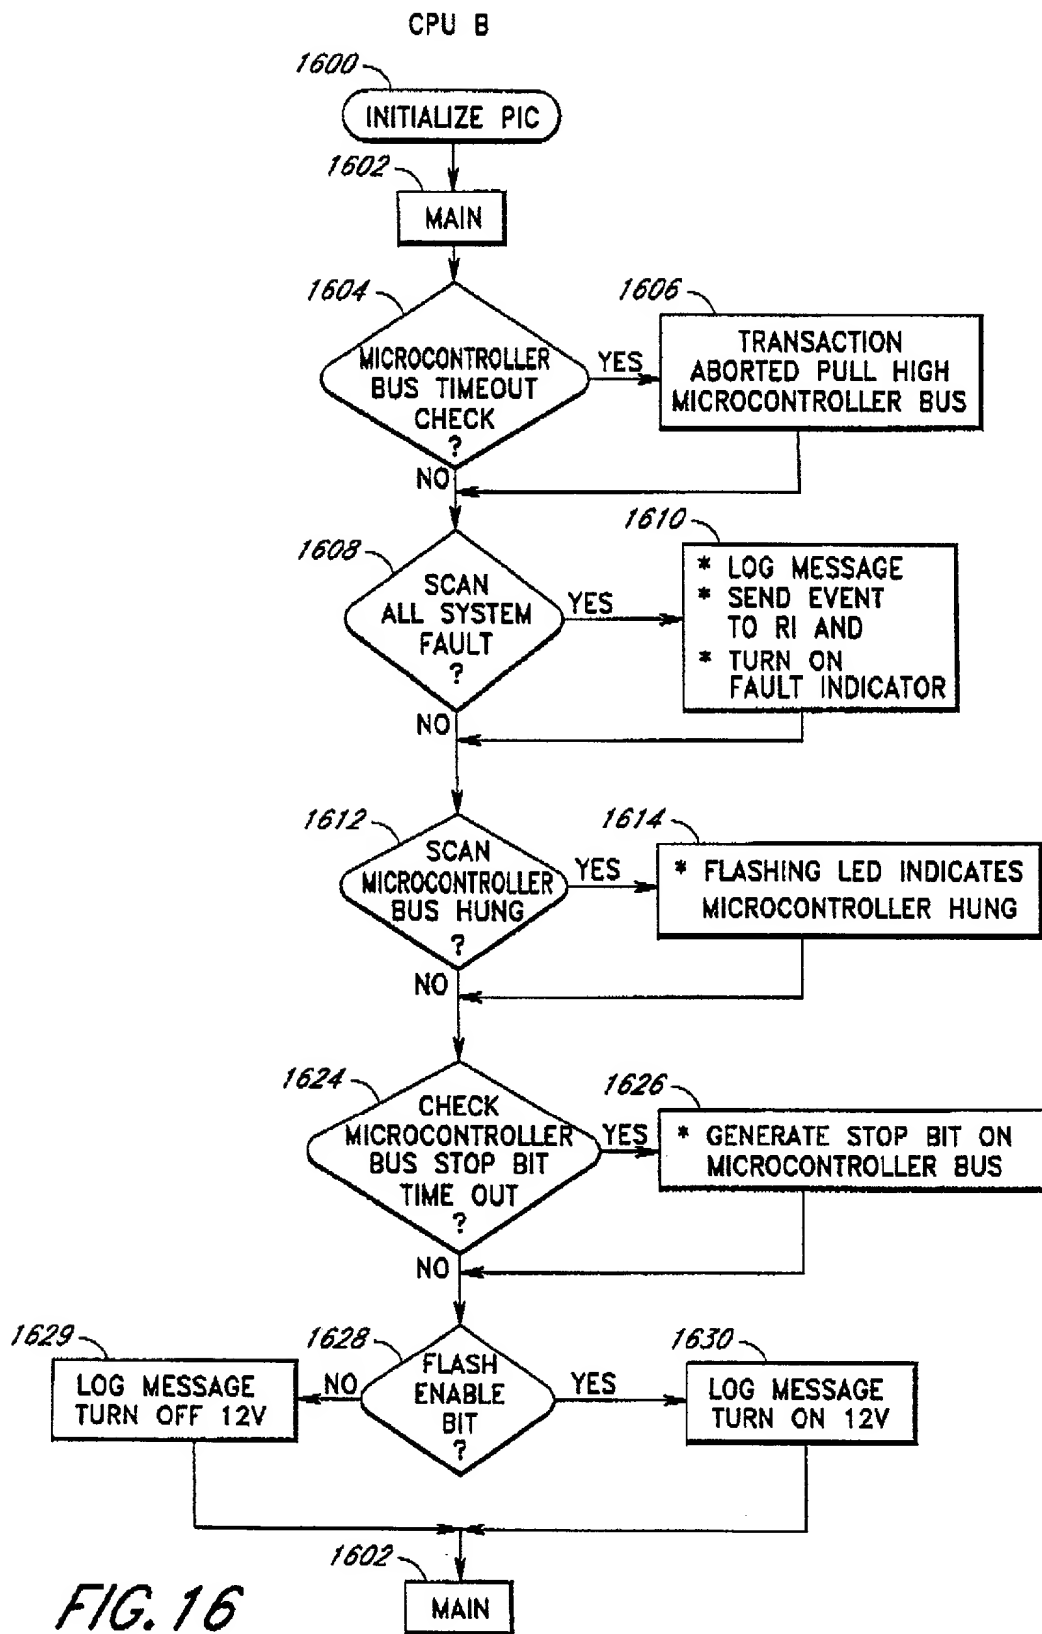 CPU B
1600
INITIALIZE PIC
1602
MAIN
1604
MICROCONTROLLER
BUS TIMEOUT
CHECK
?
YES
1606
TRANSACTION
ABORTED PULL HIGH
MICROCONTROLLER BUS
NO
1608
SCAN
ALL SYSTEM
FAULT
?
YES
1610
* LOG MESSAGE
* SEND EVENT
TO RI AND
* TURN ON
FAULT INDICATOR
NO
1612
SCAN
MICROCONTROLLER
BUS HUNG
?
YES
1614
* FLASHING LED INDICATES
MICROCONTROLLER HUNG
NO
1624
CHECK
MICROCONTROLLER
BUS STOP BIT
TIME OUT
?
YES
1626
* GENERATE STOP BIT ON
MICROCONTROLLER BUS
NO
1628
FLASH
ENABLE
BIT
?
NO
1629
LOG MESSAGE
TURN OFF 12V
YES
1630
LOG MESSAGE
TURN ON 12V
1602
MAIN
FIG. 16